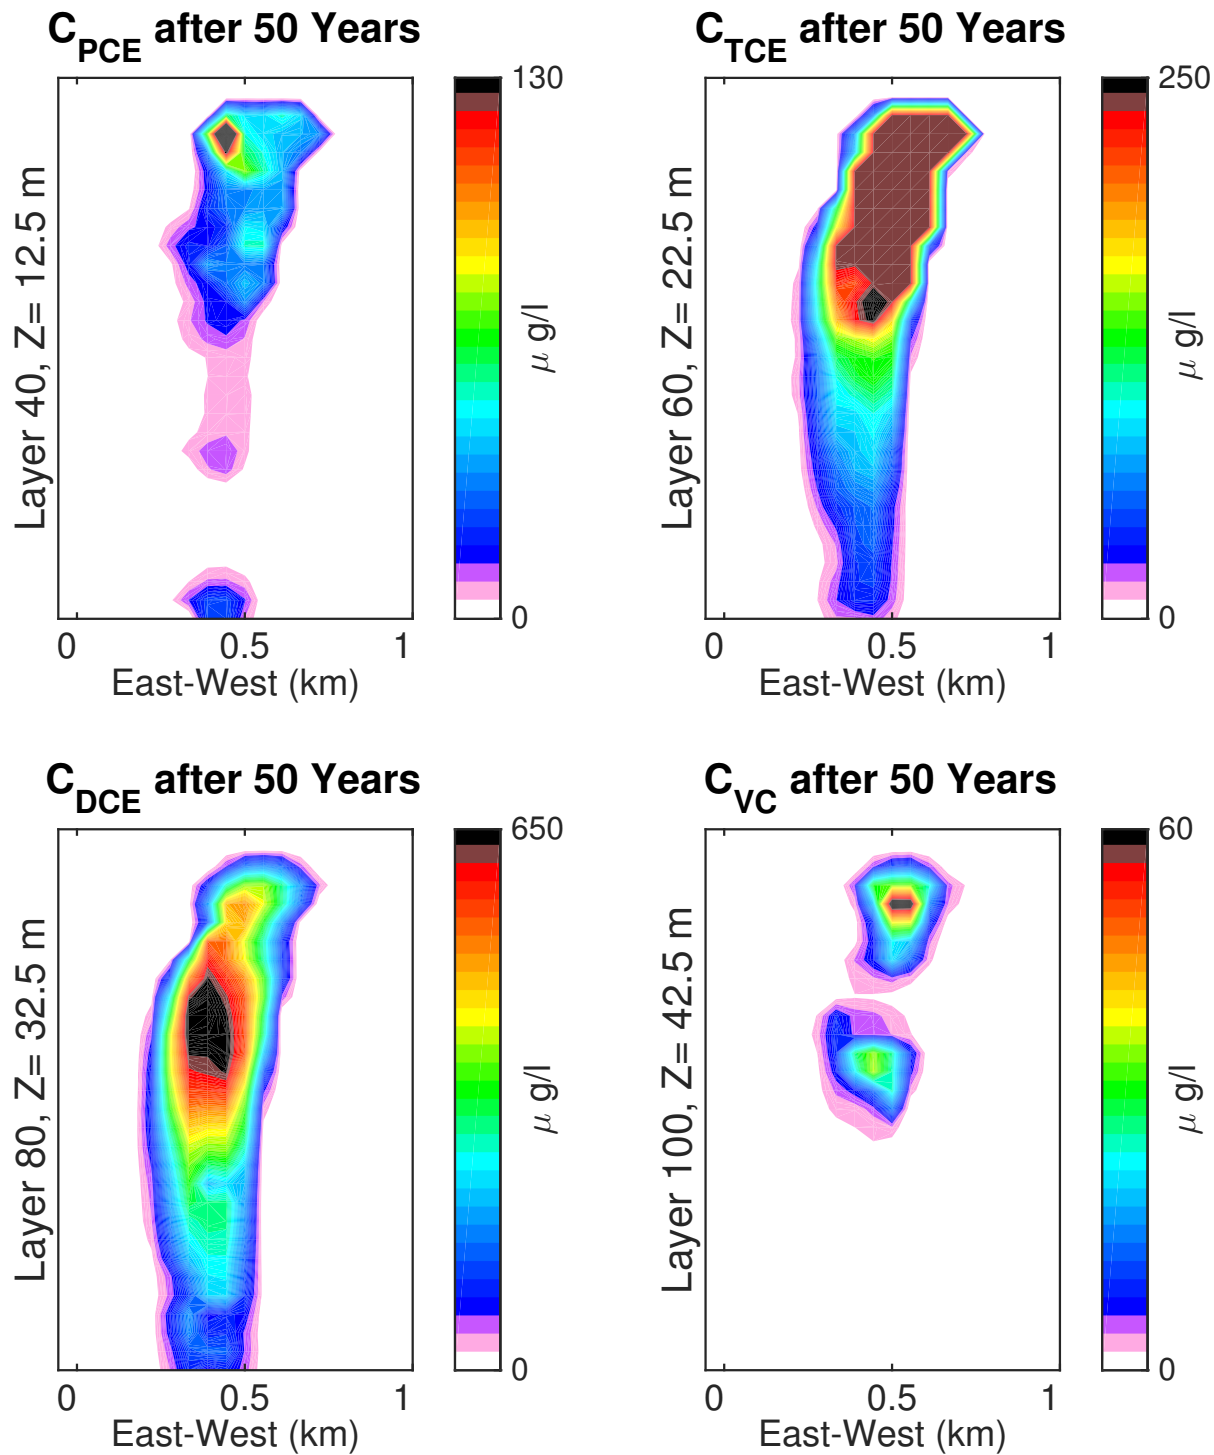 C_PCE after 50 Years
Layer 40, Z= 12.5 m
130
μ g/l
0
0 0.5 1
East-West (km)
C_TCE after 50 Years
Layer 60, Z= 22.5 m
250
μ g/l
0
0 0.5 1
East-West (km)
C_DCE after 50 Years
Layer 80, Z= 32.5 m
650
μ g/l
0
0 0.5 1
East-West (km)
C_VC after 50 Years
Layer 100, Z= 42.5 m
60
μ g/l
0
0 0.5 1
East-West (km)